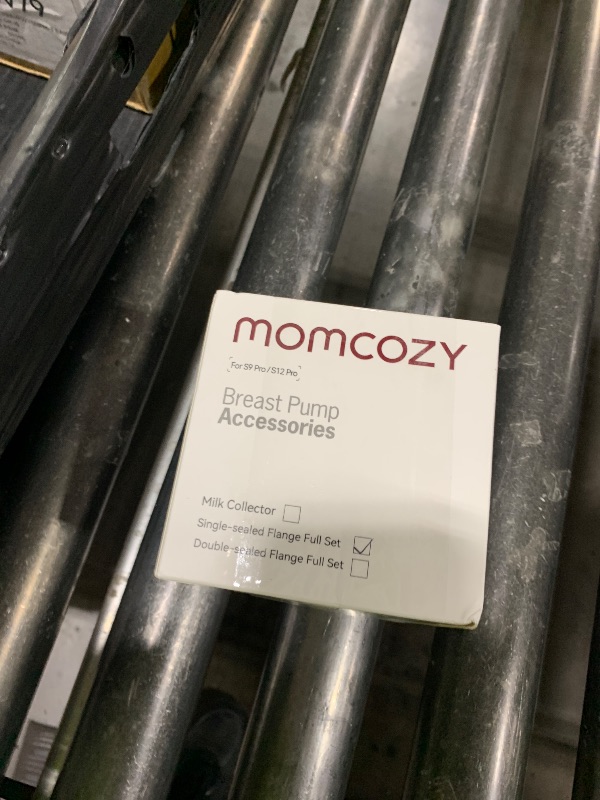 momcozy
For S9 Pro/S12 Pro
Breast Pump
Accessories
Milk Collector
Single-sealed Flange Full Set
Double-sealed Flange Full Set